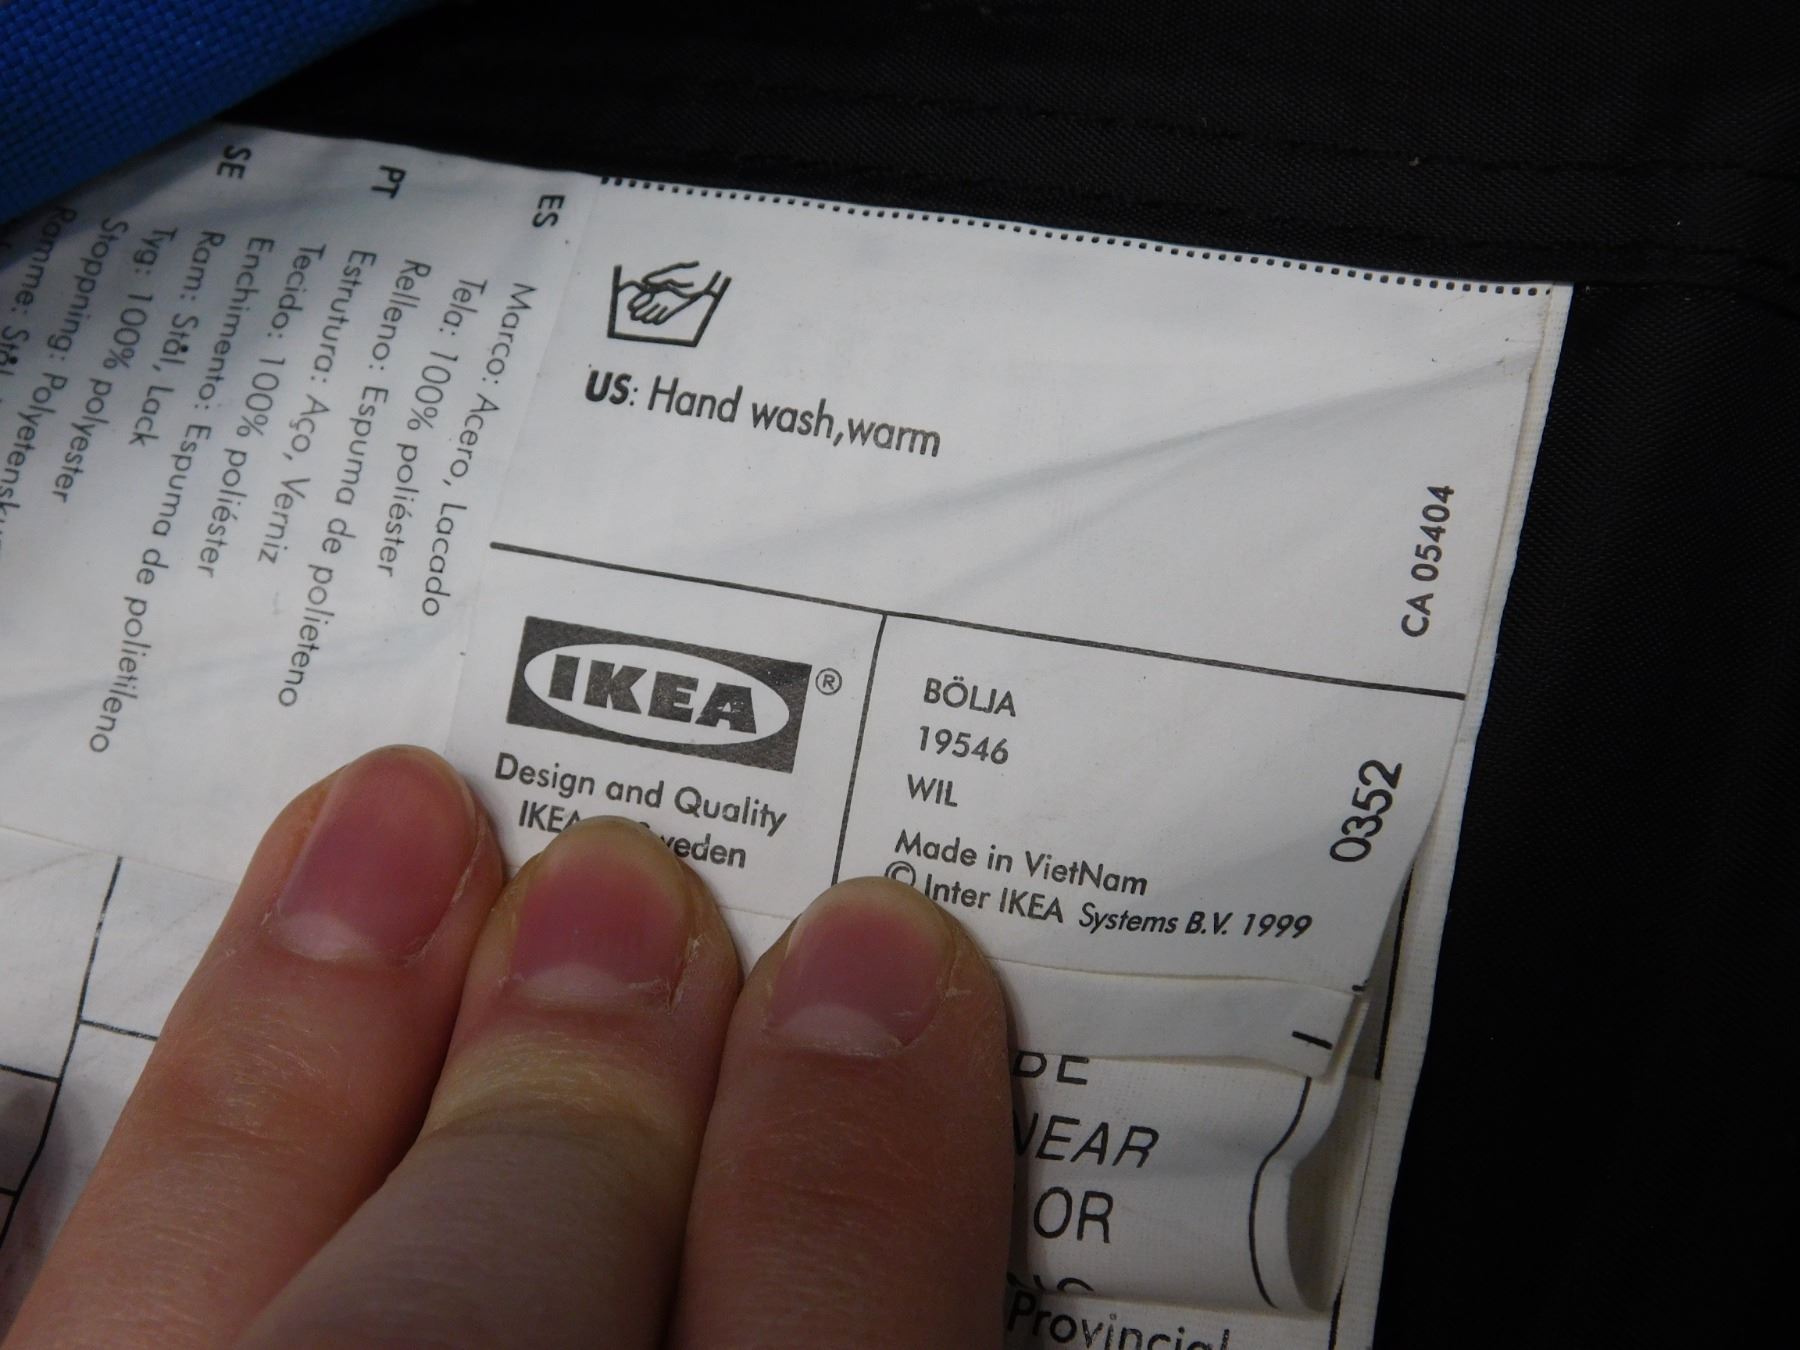 SE
PT
ES
Marco: Acero, Lacado
Tela: 100% poliéster
Relleno: Espuma de polietileno
Estrutura: Aço, Verniz
Tecido: 100% poliéster
Enchimento: Espuma de polietileno
Ram: Stål, Lack
Tyg: 100% polyester
Stoppning:
US: Hand wash,warm
CA 05404
IKEA®
Design and Quality
IKEA Sweden
BÖLJA
19546
WIL
Made in VietNam
© Inter IKEA Systems B.V. 1999
0352
OR
Provincial